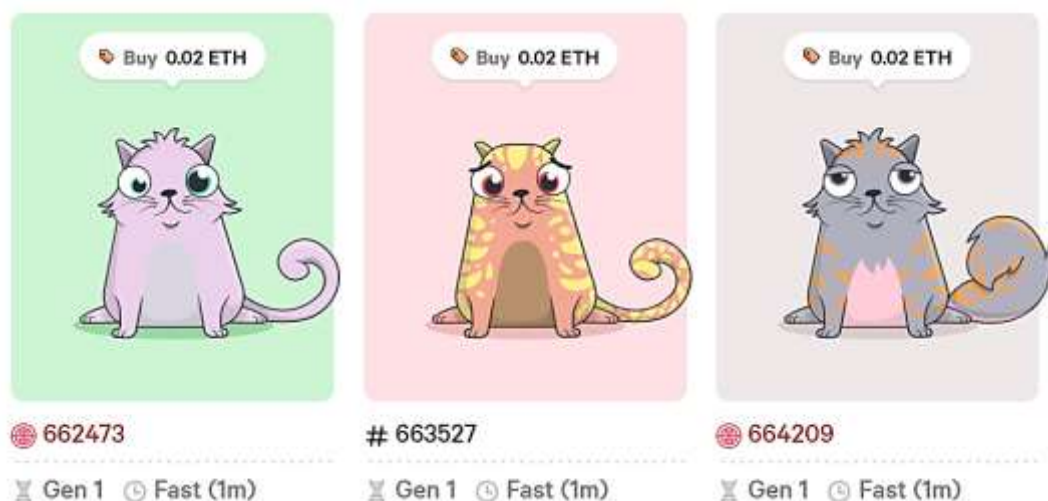 Buy 0.02 ETH
Buy 0.02 ETH
Buy 0.02 ETH
662473
# 663527
664209
Gen 1 Fast (1m)
Gen 1 Fast (1m)
Gen 1 Fast (1m)